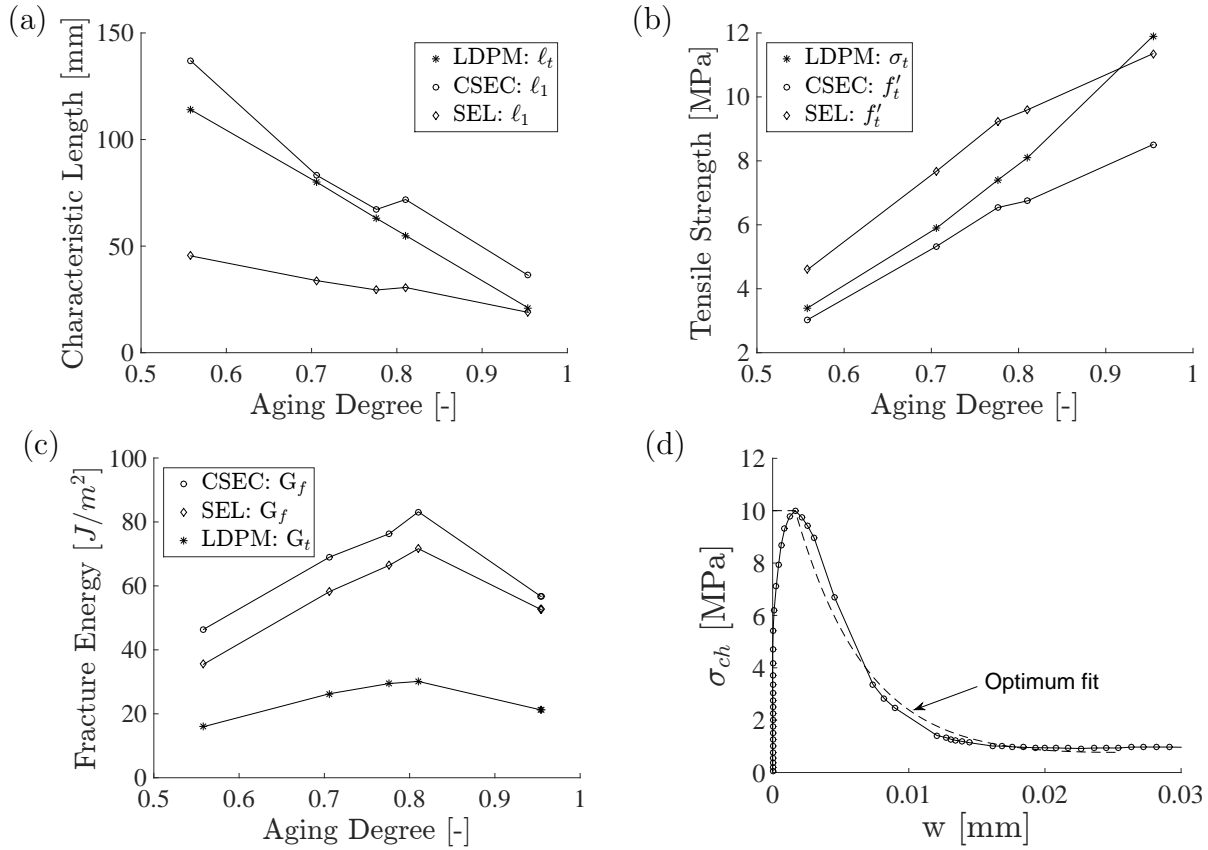 (a)
Characteristic Length [mm]
150
100
50
0
LDPM: ℓt
CSEC: ℓ1
SEL: ℓ1
0.5 0.6 0.7 0.8 0.9 1
Aging Degree [-]
(b)
Tensile Strength [MPa]
12
10
8
6
4
2
LDPM: σt
CSEC: f't
SEL: f't
0.5 0.6 0.7 0.8 0.9 1
Aging Degree [-]
(c)
Fracture Energy [J/m²]
100
80
60
40
20
0
CSEC: Gf
SEL: Gf
LDPM: Gt
0.5 0.6 0.7 0.8 0.9 1
Aging Degree [-]
(d)
σch [MPa]
12
10
8
6
4
2
0
Optimum fit
0 0.01 0.02 0.03
w [mm]